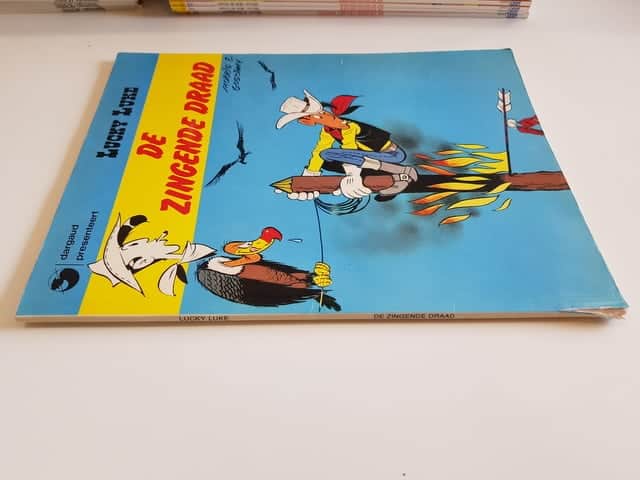 dargaud
presenteert
LUCKY LUKE
DE
ZINGENDE DRAAD
MORRIS &
GOSCINNY
LUCKY LUKE
DE ZINGENDE DRAAD